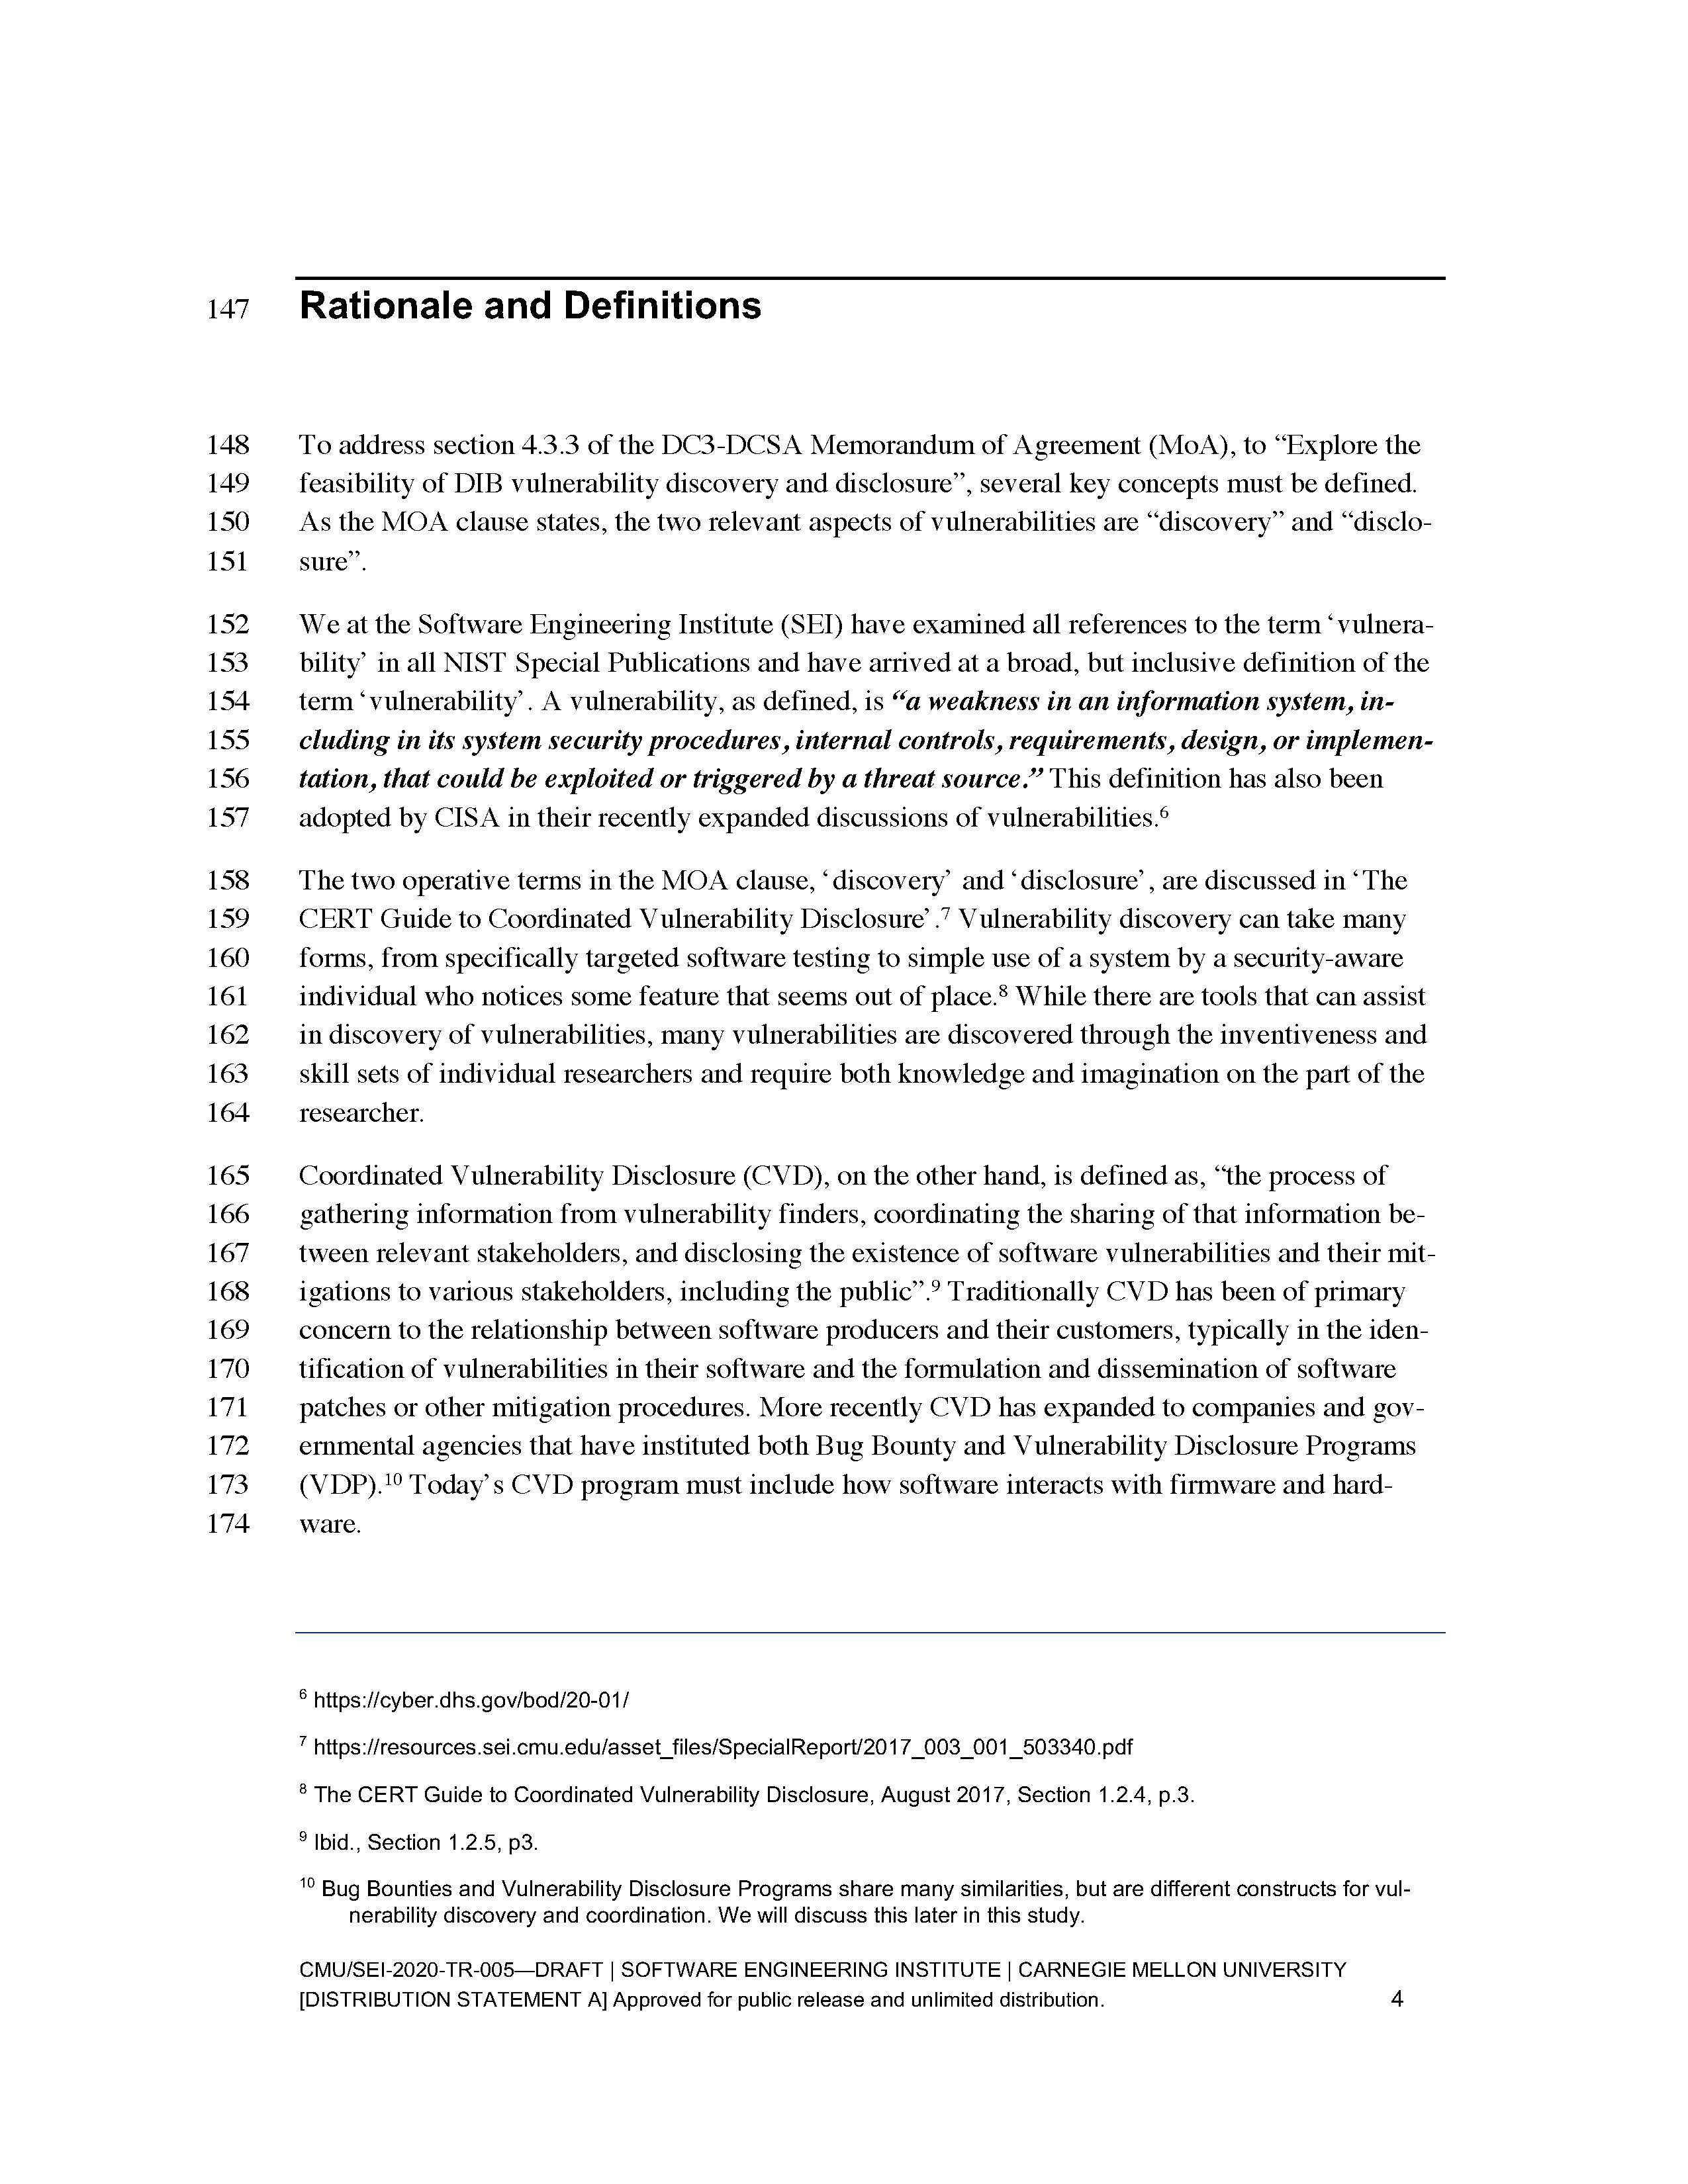 147 Rationale and Definitions
148 To address section 4.3.3 of the DC3-DCSA Memorandum of Agreement (MoA), to “Explore the
149 feasibility of DIB vulnerability discovery and disclosure”, several key concepts must be defined.
150 As the MOA clause states, the two relevant aspects of vulnerabilities are “discovery” and “disclo-
151 sure”.
152 We at the Software Engineering Institute (SEI) have examined all references to the term ‘vulnera-
153 bility’ in all NIST Special Publications and have arrived at a broad, but inclusive definition of the
154 term ‘vulnerability’. A vulnerability, as defined, is “a weakness in an information system, in-
155 cluding in its system security procedures, internal controls, requirements, design, or implemen-
156 tation, that could be exploited or triggered by a threat source.” This definition has also been
157 adopted by CISA in their recently expanded discussions of vulnerabilities.6
158 The two operative terms in the MOA clause, ‘discovery’ and ‘disclosure’, are discussed in ‘The
159 CERT Guide to Coordinated Vulnerability Disclosure’.7 Vulnerability discovery can take many
160 forms, from specifically targeted software testing to simple use of a system by a security-aware
161 individual who notices some feature that seems out of place.8 While there are tools that can assist
162 in discovery of vulnerabilities, many vulnerabilities are discovered through the inventiveness and
163 skill sets of individual researchers and require both knowledge and imagination on the part of the
164 researcher.
165 Coordinated Vulnerability Disclosure (CVD), on the other hand, is defined as, “the process of
166 gathering information from vulnerability finders, coordinating the sharing of that information be-
167 tween relevant stakeholders, and disclosing the existence of software vulnerabilities and their mit-
168 igations to various stakeholders, including the public”.9 Traditionally CVD has been of primary
169 concern to the relationship between software producers and their customers, typically in the iden-
170 tification of vulnerabilities in their software and the formulation and dissemination of software
171 patches or other mitigation procedures. More recently CVD has expanded to companies and gov-
172 ernmental agencies that have instituted both Bug Bounty and Vulnerability Disclosure Programs
173 (VDP).10 Today’s CVD program must include how software interacts with firmware and hard-
174 ware.
6 https://cyber.dhs.gov/bod/20-01/
7 https://resources.sei.cmu.edu/asset_files/SpecialReport/2017_003_001_503340.pdf
8 The CERT Guide to Coordinated Vulnerability Disclosure, August 2017, Section 1.2.4, p.3.
9 Ibid., Section 1.2.5, p3.
10 Bug Bounties and Vulnerability Disclosure Programs share many similarities, but are different constructs for vul-
nerability discovery and coordination. We will discuss this later in this study.
CMU/SEI-2020-TR-005—DRAFT | SOFTWARE ENGINEERING INSTITUTE | CARNEGIE MELLON UNIVERSITY
[DISTRIBUTION STATEMENT A] Approved for public release and unlimited distribution. 4